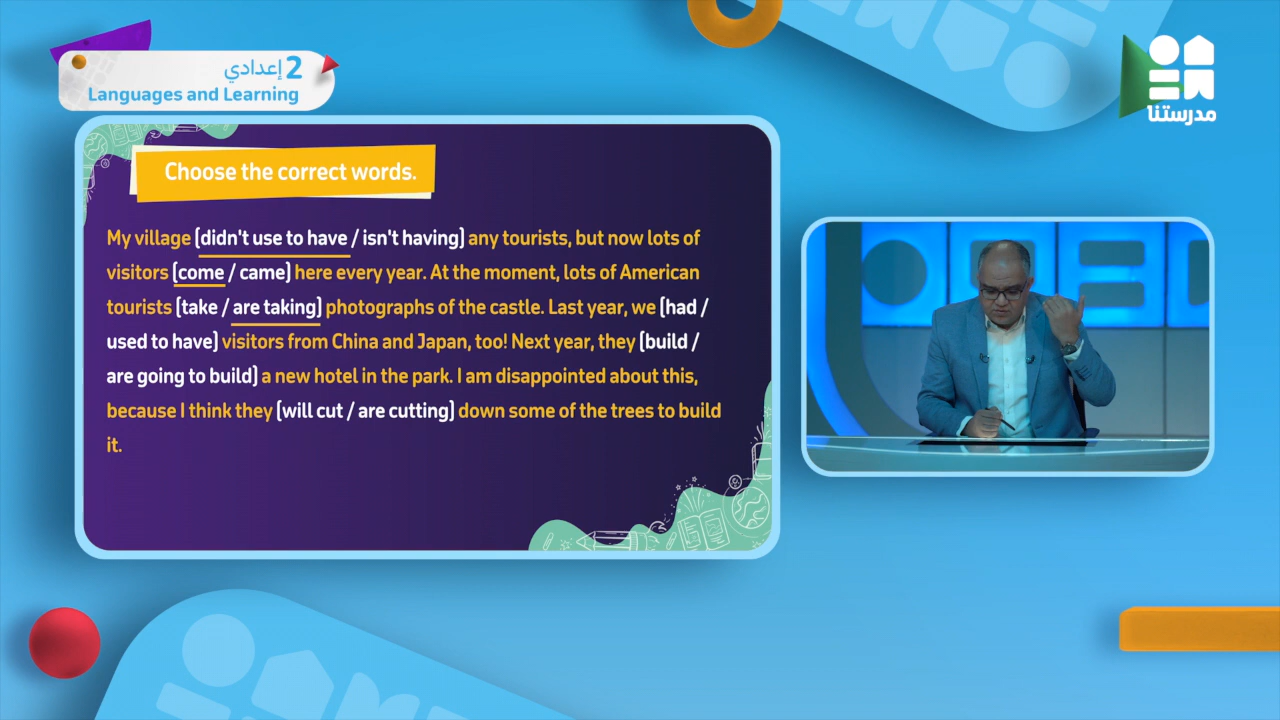 2 إعدادي
Languages and Learning
مدرستنا
Choose the correct words.
My village (didn't use to have / isn't having) any tourists, but now lots of
visitors (come / came) here every year. At the moment, lots of American
tourists (take / are taking) photographs of the castle. Last year, we (had /
used to have) visitors from China and Japan, too! Next year, they (build /
are going to build) a new hotel in the park. I am disappointed about this,
because I think they (will cut / are cutting) down some of the trees to build
it.